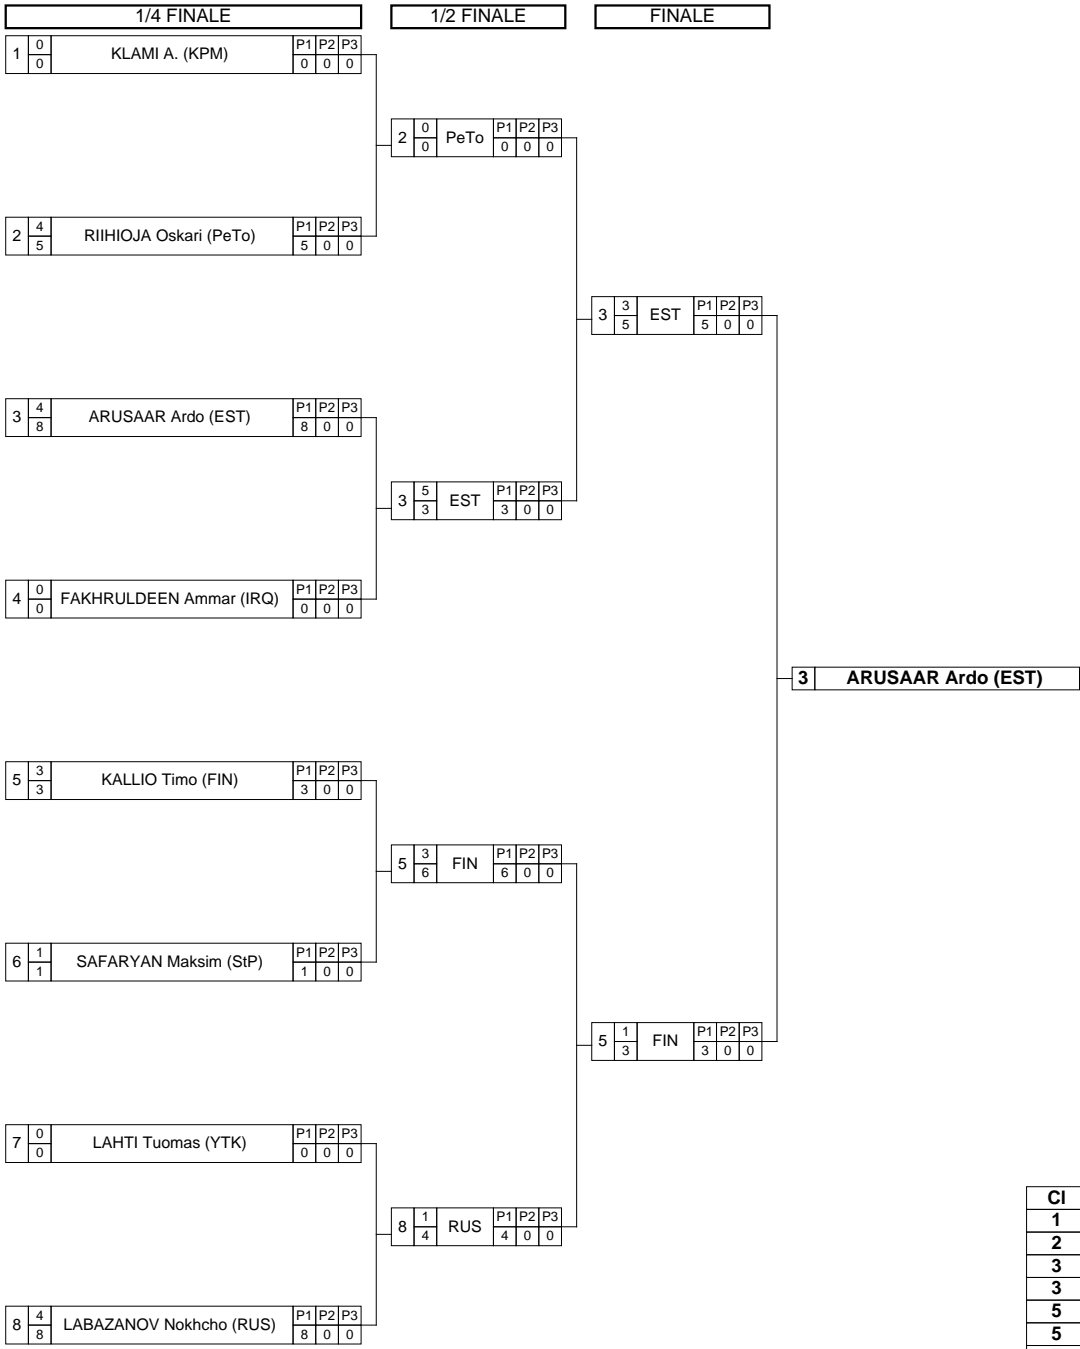 1/4 FINALE 1/2 FINALE FINALE
1 0 KLAMI A. (KPM) P1 P2 P3
0 0 0 0
2 0 PeTo P1 P2 P3
0 0 0 0
2 4 RIIHIOJA Oskari (PeTo) P1 P2 P3
5 5 0 0
3 3 EST P1 P2 P3
5 5 0 0
3 4 ARUSAAR Ardo (EST) P1 P2 P3
8 8 0 0
3 5 EST P1 P2 P3
3 3 0 0
4 0 FAKHRULDEEN Ammar (IRQ) P1 P2 P3
0 0 0 0
3 ARUSAAR Ardo (EST)
5 3 KALLIO Timo (FIN) P1 P2 P3
3 3 0 0
5 3 FIN P1 P2 P3
6 6 0 0
6 1 SAFARYAN Maksim (StP) P1 P2 P3
1 1 0 0
5 1 FIN P1 P2 P3
3 3 0 0
7 0 LAHTI Tuomas (YTK) P1 P2 P3
0 0 0 0
8 1 RUS P1 P2 P3
4 4 0 0
8 4 LABAZANOV Nokhcho (RUS) P1 P2 P3
8 8 0 0
Cl
1
2
3
3
5
5